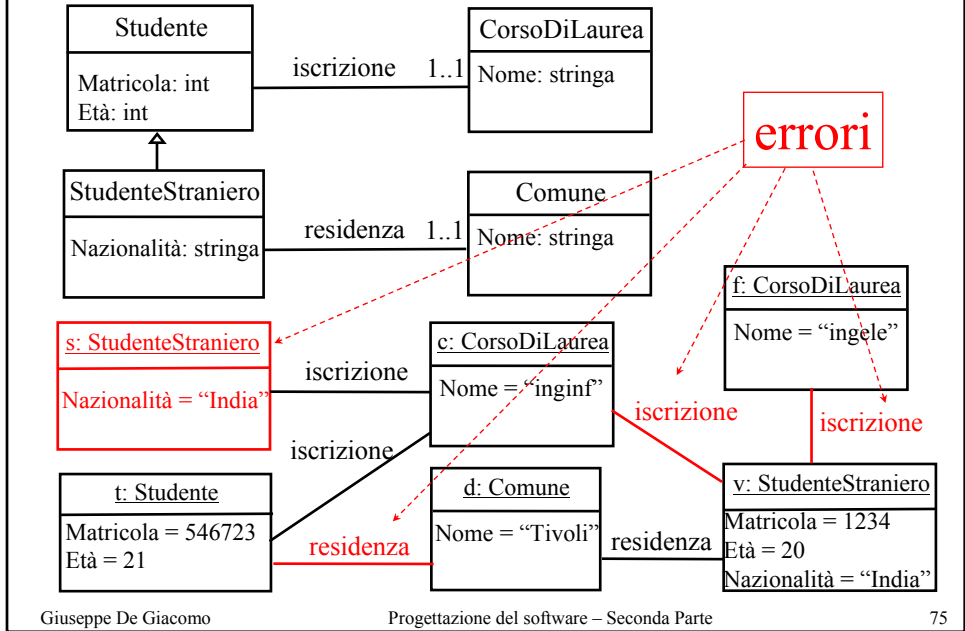 Studente
Matricola: int
Età: int
iscrizione
1..1
CorsoDiLaurea
Nome: stringa
errori
StudenteStraniero
Nazionalità: stringa
residenza
1..1
Comune
Nome: stringa
s: StudenteStraniero
Nazionalità = “India”
iscrizione
c: CorsoDiLaurea
Nome = “inginf”
iscrizione
f: CorsoDiLaurea
Nome = “ingele”
iscrizione
iscrizione
t: Studente
Matricola = 546723
Età = 21
residenza
d: Comune
Nome = “Tivoli”
residenza
v: StudenteStraniero
Matricola = 1234
Età = 20
Nazionalità = “India”
Giuseppe De Giacomo
Progettazione del software – Seconda Parte
75